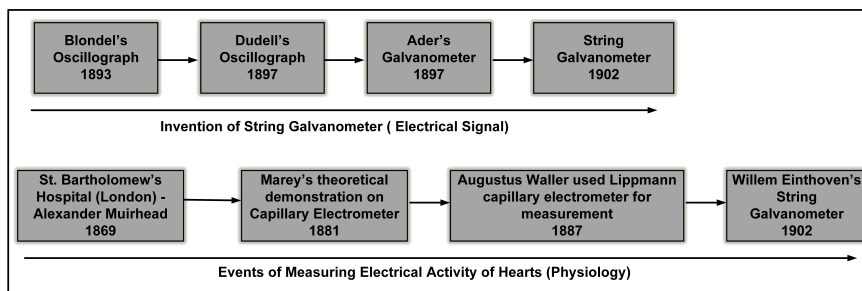 Blondel's
Oscillograph
1893
Dudell's
Oscillograph
1897
Ader's
Galvanometer
1897
String
Galvanometer
1902
Invention of String Galvanometer ( Electrical Signal)
St. Bartholomew's
Hospital (London) -
Alexander Muirhead
1869
Marey's theoretical
demonstration on
Capillary Electrometer
1881
Augustus Waller used Lippmann
capillary electrometer for
measurement
1887
Willem Einthoven's
String
Galvanometer
1902
Events of Measuring Electrical Activity of Hearts (Physiology)